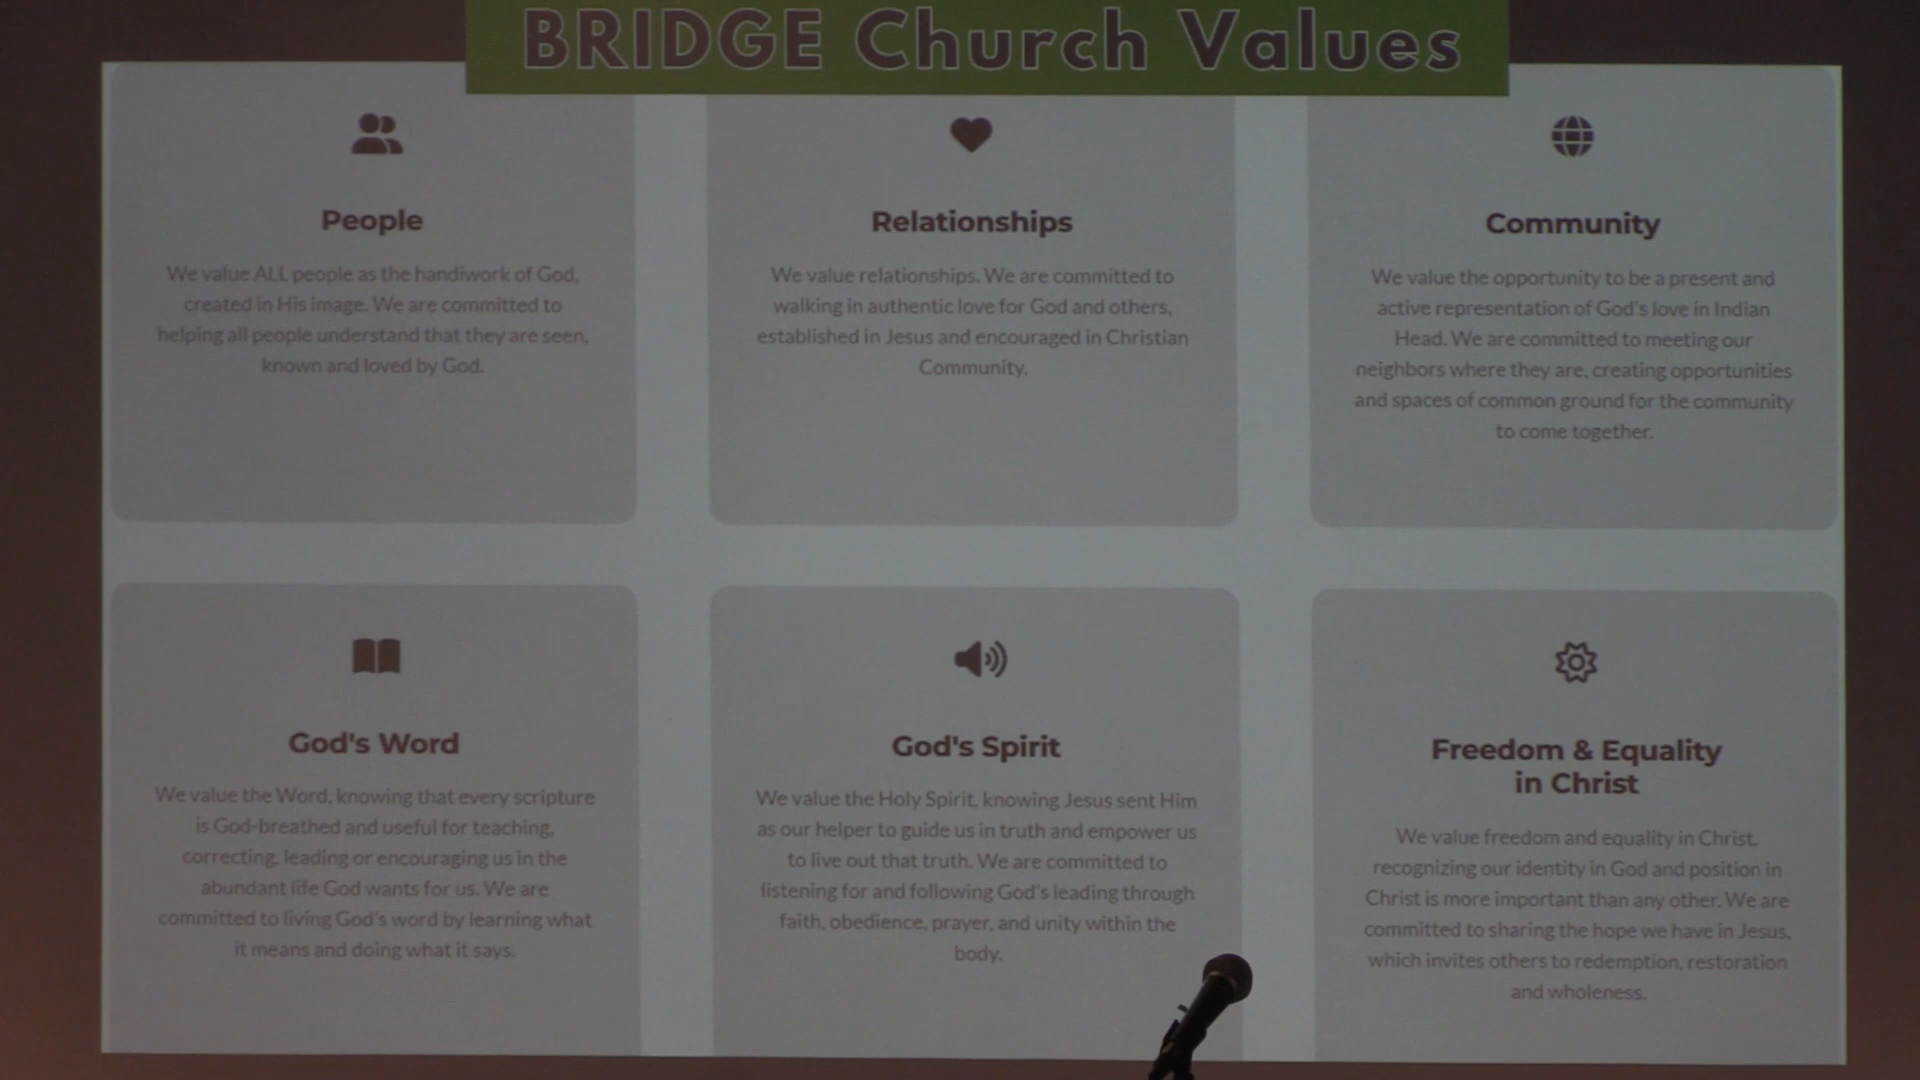 BRIDGE Church Values
People
We value ALL people as the handiwork of God,
created in His image. We are committed to
helping all people understand that they are seen,
known and loved by God.
Relationships
We value relationships. We are committed to
walking in authentic love for God and others,
established in Jesus and encouraged in Christian
Community.
Community
We value the opportunity to be a present and
active representation of God's love in Indian
Head. We are committed to meeting our
neighbors where they are, creating opportunities
and spaces of common ground for the community
to come together.
God's Word
We value the Word, knowing that every scripture
is God-breathed and useful for teaching,
correcting, leading or encouraging us in the
abundant life God wants for us. We are
committed to living God's word by learning what
it means and doing what it says.
God's Spirit
We value the Holy Spirit, knowing Jesus sent Him
as our helper to guide us in truth and empower us
to live out that truth. We are committed to
listening for and following God's leading through
faith, obedience, prayer, and unity within the
body.
Freedom & Equality
in Christ
We value freedom and equality in Christ,
recognizing our identity in God and position in
Christ is more important than any other. We are
committed to sharing the hope we have in Jesus,
which invites others to redemption, restoration
and wholeness.